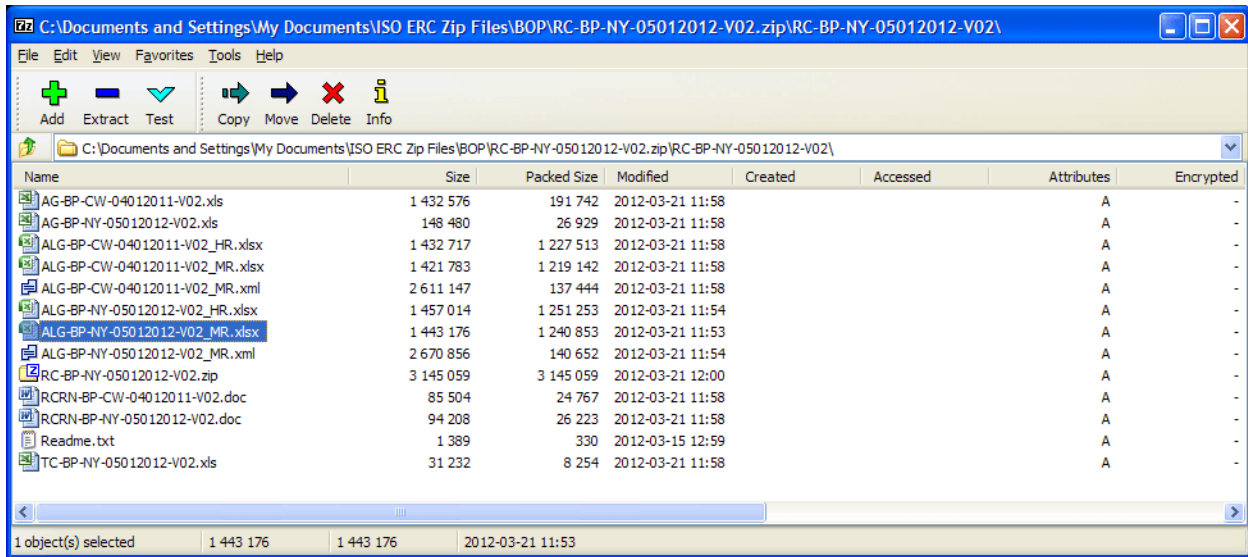 C:\Documents and Settings\My Documents\ISO ERC Zip Files\BOP\RC-BP-NY-05012012-V02.zip\RC-BP-NY-05012012-V02\
File Edit View Favorites Tools Help
Add Extract Test Copy Move Delete Info
C:\Documents and Settings\My Documents\ISO ERC Zip Files\BOP\RC-BP-NY-05012012-V02.zip\RC-BP-NY-05012012-V02\
Name Size Packed Size Modified Created Accessed Attributes Encrypted
AG-BP-CW-04012011-V02.xls 1 432 576 191 742 2012-03-21 11:58 A -
AG-BP-NY-05012012-V02.xls 148 480 26 929 2012-03-21 11:58 A -
ALG-BP-CW-04012011-V02_HR.xlsx 1 432 717 1 227 513 2012-03-21 11:58 A -
ALG-BP-CW-04012011-V02_MR.xlsx 1 421 783 1 219 142 2012-03-21 11:58 A -
ALG-BP-CW-04012011-V02_MR.xml 2 611 147 137 444 2012-03-21 11:58 A -
ALG-BP-NY-05012012-V02_HR.xlsx 1 457 014 1 251 253 2012-03-21 11:54 A -
ALG-BP-NY-05012012-V02_MR.xlsx 1 443 176 1 240 853 2012-03-21 11:53 A -
ALG-BP-NY-05012012-V02_MR.xml 2 670 856 140 652 2012-03-21 11:54 A -
RC-BP-NY-05012012-V02.zip 3 145 059 3 145 059 2012-03-21 12:00 A -
RCRN-BP-CW-04012011-V02.doc 85 504 24 767 2012-03-21 11:58 A -
RCRN-BP-NY-05012012-V02.doc 94 208 26 223 2012-03-21 11:58 A -
Readme.txt 1 389 330 2012-03-15 12:59 A -
TC-BP-NY-05012012-V02.xls 31 232 8 254 2012-03-21 11:58 A -
1 object(s) selected 1 443 176 1 443 176 2012-03-21 11:53